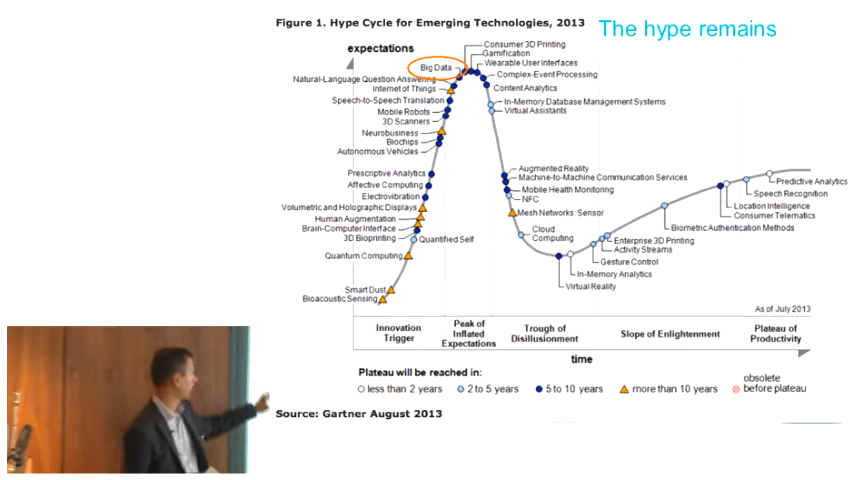 Figure 1. Hype Cycle for Emerging Technologies, 2013
The hype remains
expectations
Consumer 3D Printing
Gamification
Wearable User Interfaces
Big Data
Complex-Event Processing
Natural-Language Question Answering
Content Analytics
Internet of Things
Speech-to-Speech Translation
In-Memory Database Management Systems
Mobile Robots
Virtual Assistants
3D Scanners
Neurobusiness
Biochips
Autonomous Vehicles
Augmented Reality
Prescriptive Analytics
Machine-to-Machine Communication Services
Affective Computing
Mobile Health Monitoring
Electrovibration
NFC
Volumetric and Holographic Displays
Mesh Networks: Sensor
Human Augmentation
Brain-Computer Interface
3D Bioprinting
Quantified Self
Cloud
Computing
Quantum Computing
Smart Dust
Bioacoustic Sensing
Predictive Analytics
Speech Recognition
Location Intelligence
Consumer Telematics
Biometric Authentication Methods
Enterprise 3D Printing
Activity Streams
Gesture Control
In-Memory Analytics
Virtual Reality
As of July 2013
Innovation
Trigger
Peak of
Inflated
Expectations
Trough of
Disillusionment
Slope of Enlightenment
Plateau of
Productivity
time
Plateau will be reached in:
less than 2 years
2 to 5 years
5 to 10 years
more than 10 years
obsolete
before plateau
Source: Gartner August 2013